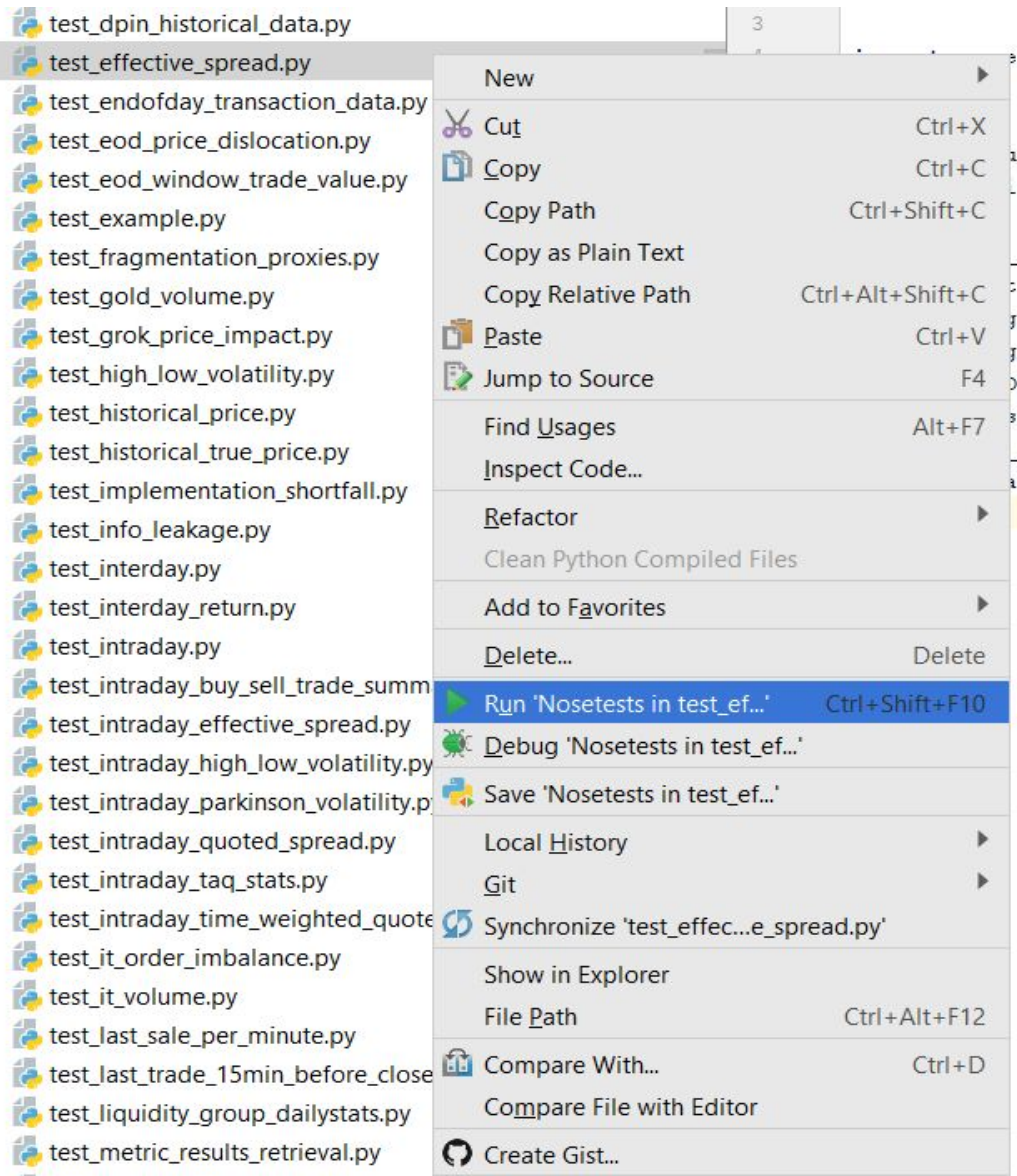 test_dpin_historical_data.py
test_effective_spread.py
test_endofday_transaction_data.py
test_eod_price_dislocation.py
test_eod_window_trade_value.py
test_example.py
test_fragmentation_proxies.py
test_gold_volume.py
test_grok_price_impact.py
test_high_low_volatility.py
test_historical_price.py
test_historical_true_price.py
test_implementation_shortfall.py
test_info_leakage.py
test_interday.py
test_interday_return.py
test_intraday.py
test_intraday_buy_sell_trade_summ
test_intraday_effective_spread.py
test_intraday_high_low_volatility.py
test_intraday_parkinson_volatility.p
test_intraday_quoted_spread.py
test_intraday_taq_stats.py
test_intraday_time_weighted_quote
test_it_order_imbalance.py
test_it_volume.py
test_last_sale_per_minute.py
test_last_trade_15min_before_close
test_liquidity_group_dailystats.py
test_metric_results_retrieval.py
3
New
Cut Ctrl+X
Copy Ctrl+C
Copy Path Ctrl+Shift+C
Copy as Plain Text
Copy Relative Path Ctrl+Alt+Shift+C
Paste Ctrl+V
Jump to Source F4
Find Usages Alt+F7
Inspect Code...
Refactor
Clean Python Compiled Files
Add to Favorites
Delete... Delete
Run 'Nosetests in test_ef...' Ctrl+Shift+F10
Debug 'Nosetests in test_ef...'
Save 'Nosetests in test_ef...'
Local History
Git
Synchronize 'test_effec...e_spread.py'
Show in Explorer
File Path Ctrl+Alt+F12
Compare With... Ctrl+D
Compare File with Editor
Create Gist...